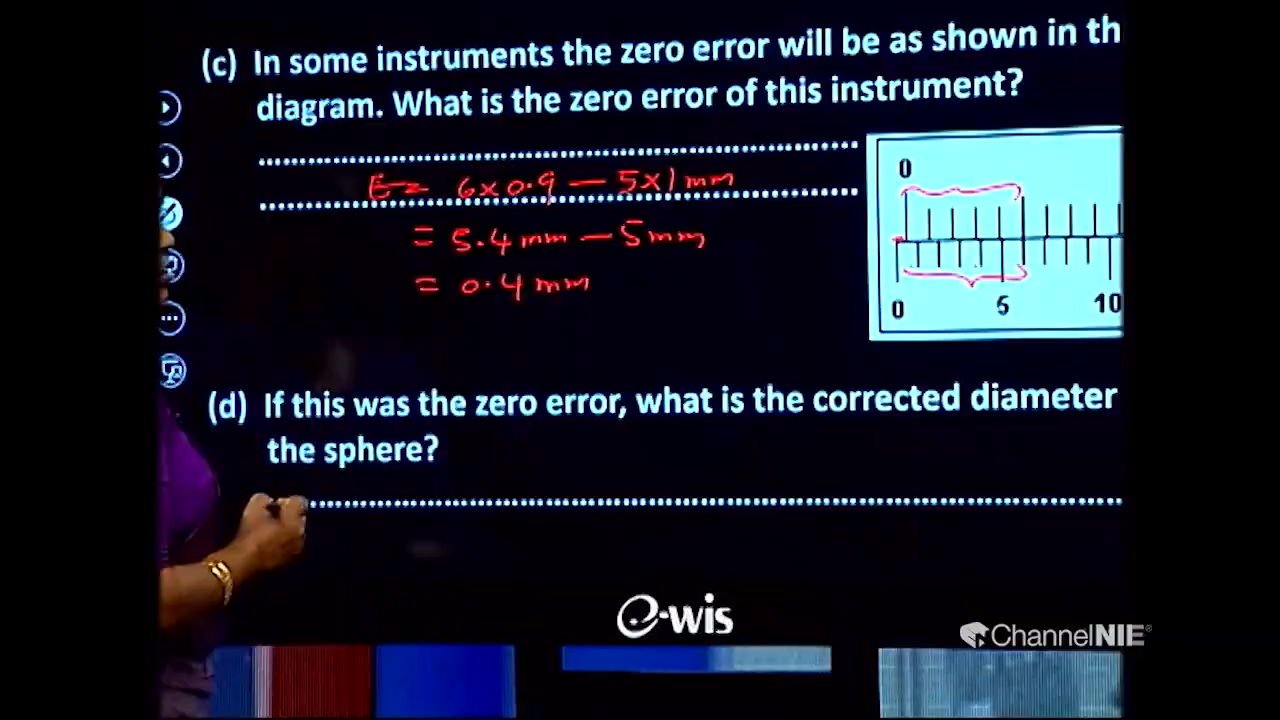 (c) In some instruments the zero error will be as shown in th
diagram. What is the zero error of this instrument?
E = 6×0.9 — 5×1 mm
= 5.4 mm — 5 mm
= 0.4 mm
0
0 5 10
(d) If this was the zero error, what is the corrected diameter
the sphere?
e-wis
ChannelNIE